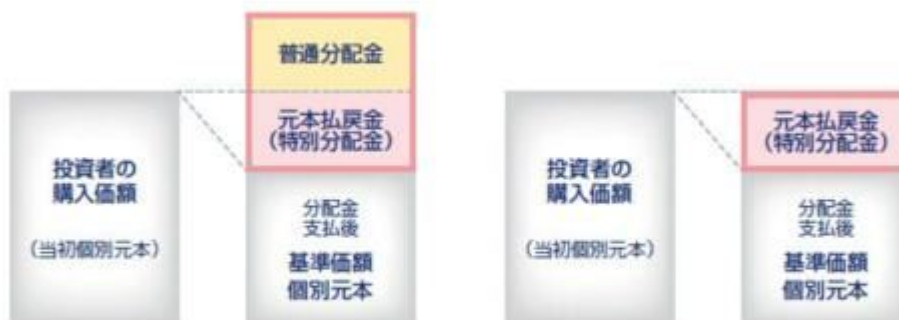 普通分配金
元本払戻金
(特別分配金)
投資者の
購入価額
(当初個別元本)
分配金
支払後
基準価額
個別元本
元本払戻金
(特別分配金)
投資者の
購入価額
(当初個別元本)
分配金
支払後
基準価額
個別元本